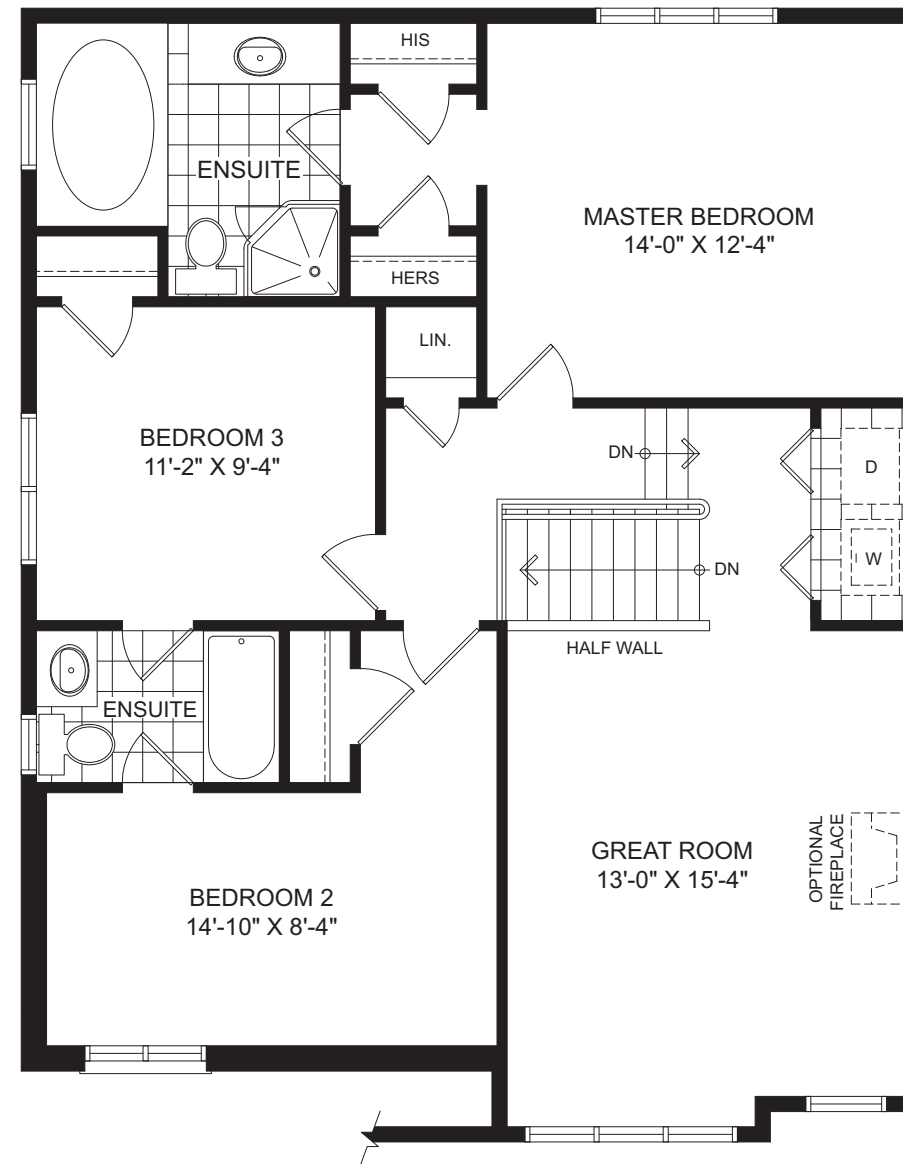 HIS
ENSUITE
MASTER BEDROOM
14'-0" X 12'-4"
HERS
LIN.
BEDROOM 3
11'-2" X 9'-4"
DN
D
W
DN
HALF WALL
ENSUITE
GREAT ROOM
13'-0" X 15'-4"
OPTIONAL
FIREPLACE
BEDROOM 2
14'-10" X 8'-4"